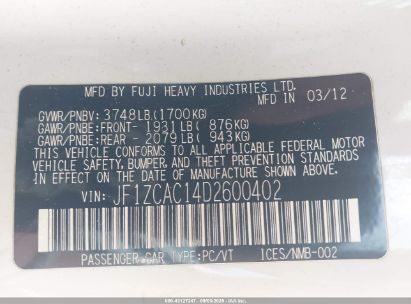 MFD BY FUJI HEAVY INDUSTRIES LTD.
MFD IN 03/12
GVWR/PNBV: 3748LB(1700KG)
GAWR/PNBE:FRONT- 1931LB( 876KG)
GAWR/PNBE:REAR - 2079LB( 943KG)
THIS VEHICLE CONFORMS TO ALL
APPLICABLE FEDERAL MOTOR
VEHICLE SAFETY, BUMPER, AND THEFT
PREVENTION STANDARDS IN EFFECT
ON THE DATE OF MANUFACTURE
SHOWN ABOVE.
VIN: JF1ZCAC14D2600402
PASSENGER CAR TYPE:PC/VT ICES/NMB-002